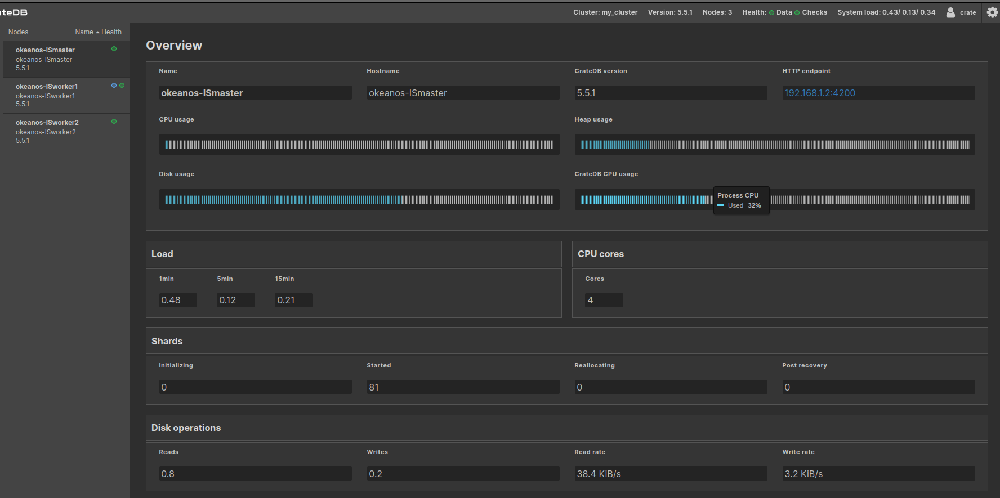 ateDB
Cluster: my_cluster Version: 5.5.1 Nodes: 3 Health: Data Checks System load: 0.43/ 0.13/ 0.34 crate
Nodes Name Health
okeanos-ISmaster
okeanos-ISmaster
5.5.1
okeanos-ISworker1
okeanos-ISworker1
5.5.1
okeanos-ISworker2
okeanos-ISworker2
5.5.1
Overview
Name Hostname CrateDB version HTTP endpoint
okeanos-ISmaster okeanos-ISmaster 5.5.1 192.168.1.2:4200
CPU usage Heap usage
Disk usage CrateDB CPU usage
Process CPU
Used 32%
Load CPU cores
1min 5min 15min Cores
0.48 0.12 0.21 4
Shards
Initializing Started Reallocating Post recovery
0 81 0 0
Disk operations
Reads Writes Read rate Write rate
0.8 0.2 38.4 KiB/s 3.2 KiB/s